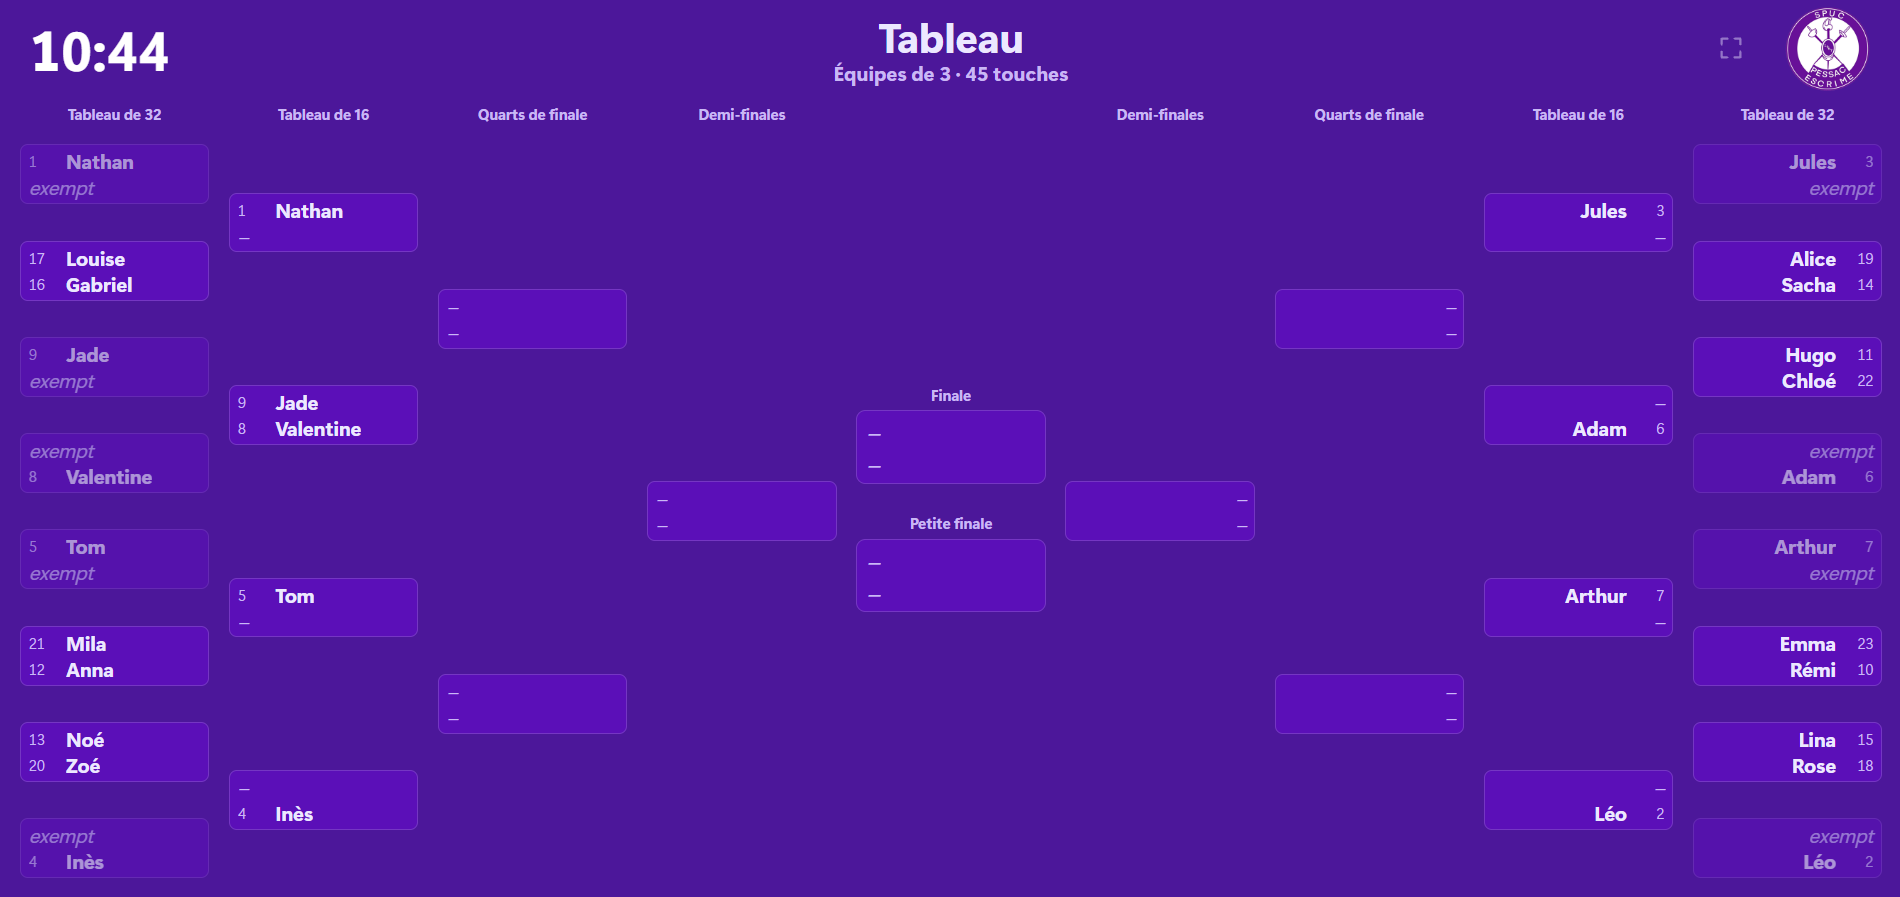 10:44
Tableau
Équipes de 3 · 45 touches
SPUC
PESSAC
ESCRIME
Tableau de 32
Tableau de 16
Quarts de finale
Demi-finales
Demi-finales
Quarts de finale
Tableau de 16
Tableau de 32
1 Nathan
exempt
17 Louise
16 Gabriel
9 Jade
exempt
exempt
8 Valentine
5 Tom
exempt
21 Mila
12 Anna
13 Noé
20 Zoé
exempt
4 Inès
1 Nathan
–
9 Jade
8 Valentine
5 Tom
–
–
4 Inès
–
–
–
–
–
–
Finale
–
–
Petite finale
–
–
–
–
–
–
–
–
Jules 3
–
–
Adam 6
Arthur 7
–
–
Léo 2
Jules 3
exempt
Alice 19
Sacha 14
Hugo 11
Chloé 22
exempt
Adam 6
Arthur 7
exempt
Emma 23
Rémi 10
Lina 15
Rose 18
exempt
Léo 2